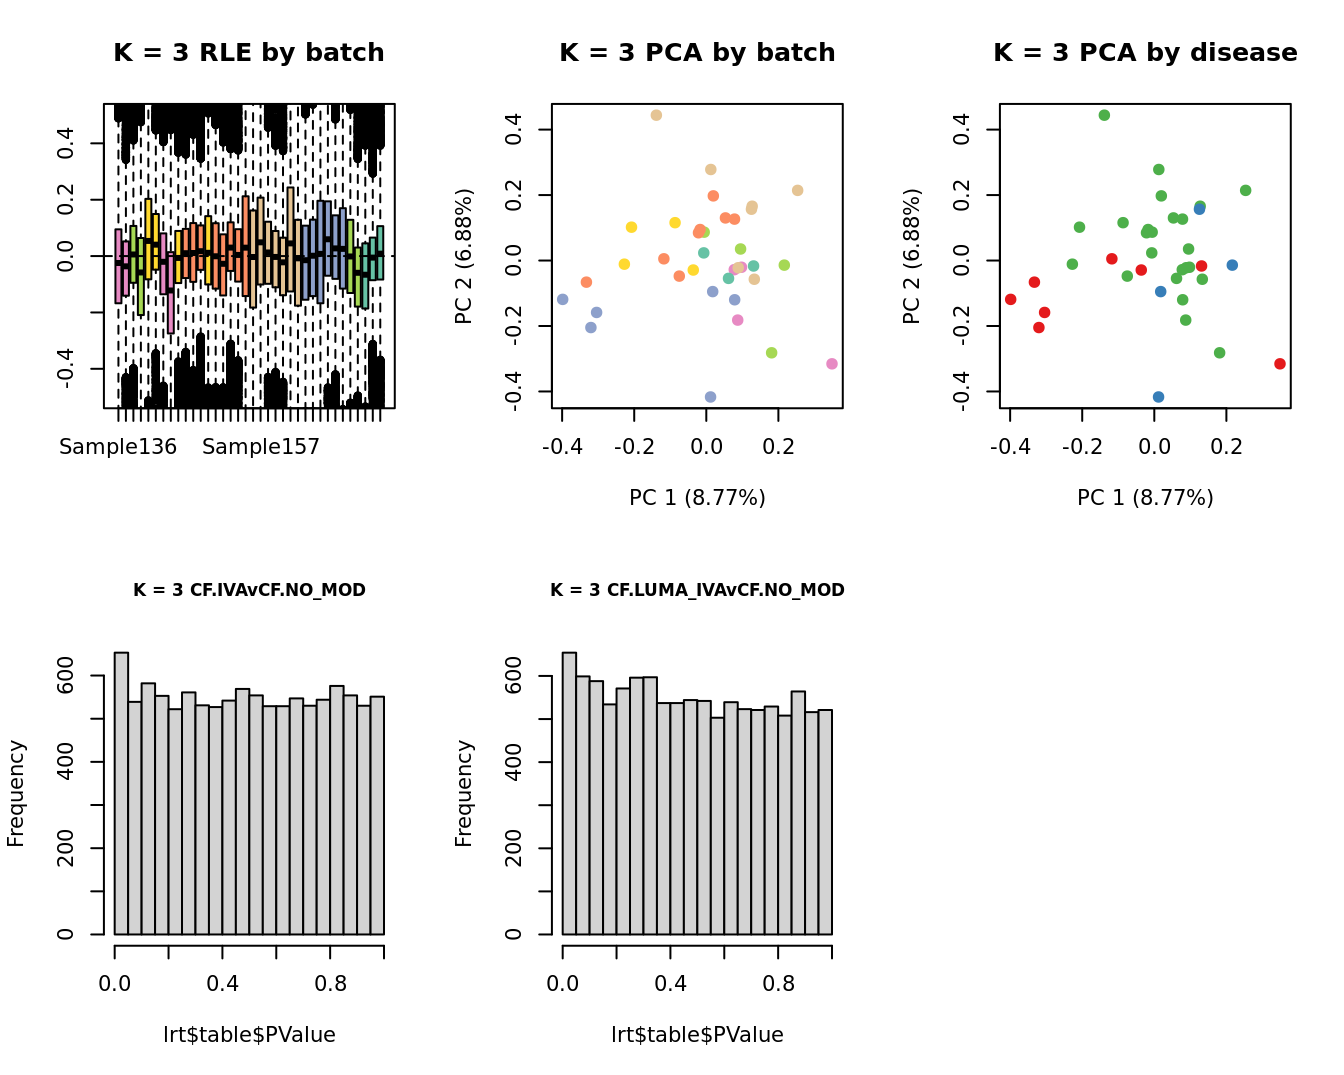 K = 3 RLE by batch
0.4
0.2
0.0
-0.4
Sample136 Sample157
K = 3 PCA by batch
PC 2 (6.88%)
0.4
0.2
0.0
-0.2
-0.4
-0.4 -0.2 0.0 0.2
PC 1 (8.77%)
K = 3 PCA by disease
PC 2 (6.88%)
0.4
0.2
0.0
-0.2
-0.4
-0.4 -0.2 0.0 0.2
PC 1 (8.77%)
K = 3 CF.IVAvCF.NO_MOD
Frequency
600
400
200
0
0.0 0.4 0.8
lrt$table$PValue
K = 3 CF.LUMA_IVAvCF.NO_MOD
Frequency
600
400
200
0
0.0 0.4 0.8
lrt$table$PValue